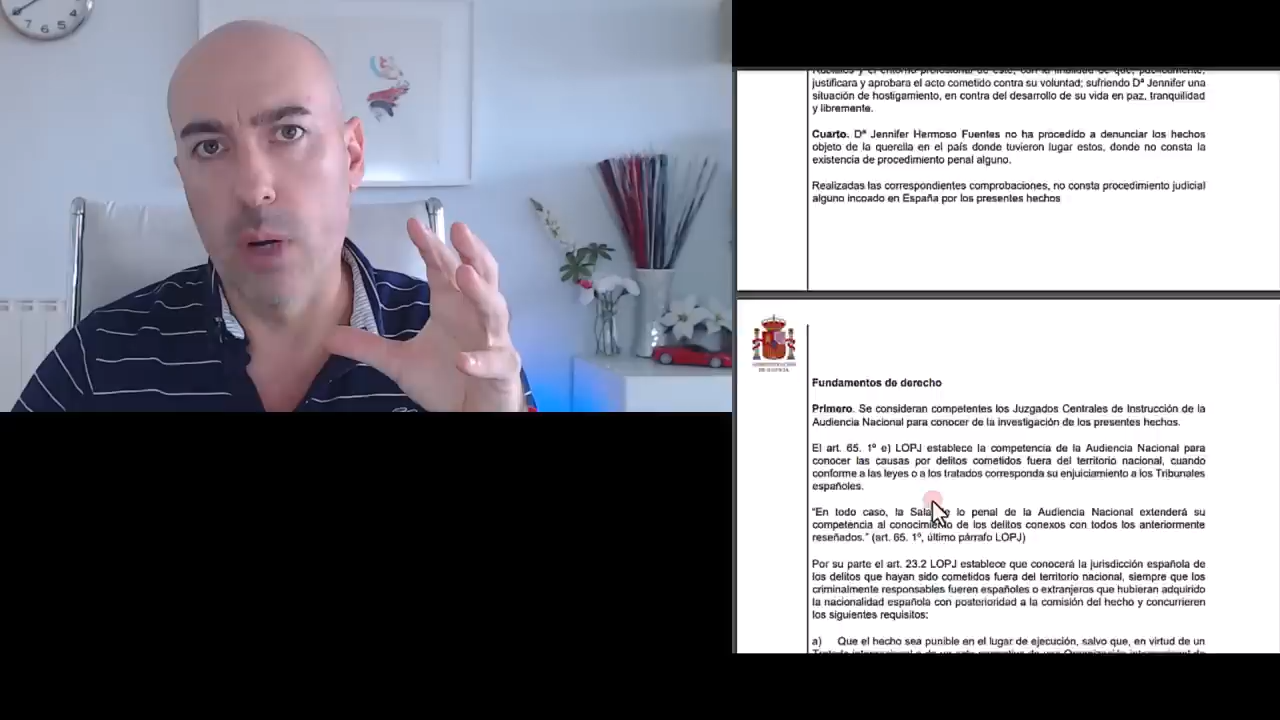 7 6 5 4
justificara y aprobara el acto cometido contra su voluntad; sufriendo Dª Jennifer una
situación de hostigamiento, en contra del desarrollo de su vida en paz, tranquilidad
y libremente.
Cuarto. Dª Jennifer Hermoso Fuentes no ha procedido a denunciar los hechos
objeto de la querella en el país donde tuvieron lugar estos, donde no consta la
existencia de procedimiento penal alguno.
Realizadas las correspondientes comprobaciones, no consta procedimiento judicial
alguno incoado en España por los presentes hechos
Fundamentos de derecho
Primero. Se consideran competentes los Juzgados Centrales de Instrucción de la
Audiencia Nacional para conocer de la investigación de los presentes hechos.
El art. 65. 1º e) LOPJ establece la competencia de la Audiencia Nacional para
conocer las causas por delitos cometidos fuera del territorio nacional, cuando
conforme a las leyes o a los tratados corresponda su enjuiciamiento a los Tribunales
españoles.
"En todo caso, la Sala de lo penal de la Audiencia Nacional extenderá su
competencia al conocimiento de los delitos conexos con todos los anteriormente
reseñados." (art. 65. 1º, último párrafo LOPJ)
Por su parte el art. 23.2 LOPJ establece que conocerá la jurisdicción española de
los delitos que hayan sido cometidos fuera del territorio nacional, siempre que los
criminalmente responsables fueren españoles o extranjeros que hubieran adquirido
la nacionalidad española con posterioridad a la comisión del hecho y concurrieren
los siguientes requisitos:
a) Que el hecho sea punible en el lugar de ejecución, salvo que, en virtud de un